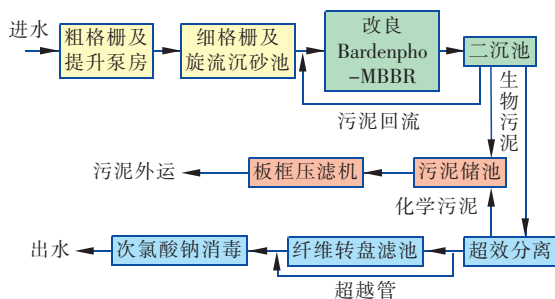 进水
粗格栅及
提升泵房
细格栅及
旋流沉砂池
改良
Bardenpho
-MBBR
二沉池
污泥回流
生物污泥
污泥外运
板框压滤机
污泥储池
化学污泥
出水
次氯酸钠消毒
纤维转盘滤池
超效分离
超越管